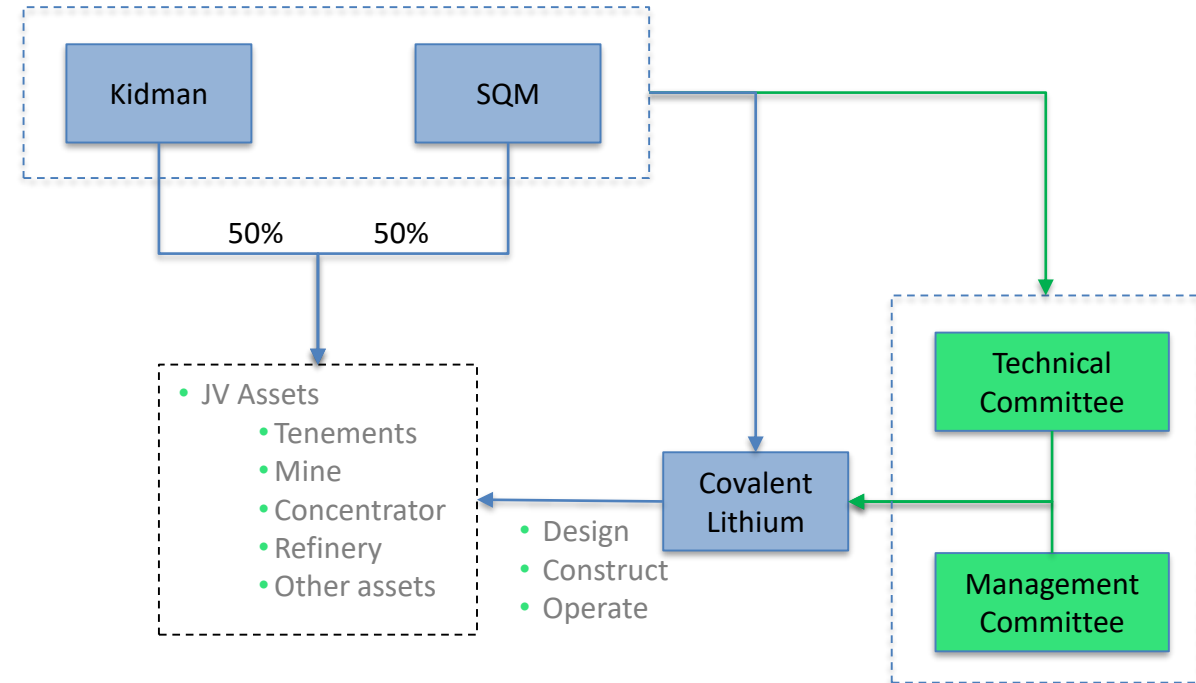 Kidman
SQM
50%
50%
• JV Assets
• Tenements
• Mine
• Concentrator
• Refinery
• Other assets
• Design
• Construct
• Operate
Covalent
Lithium
Technical
Committee
Management
Committee